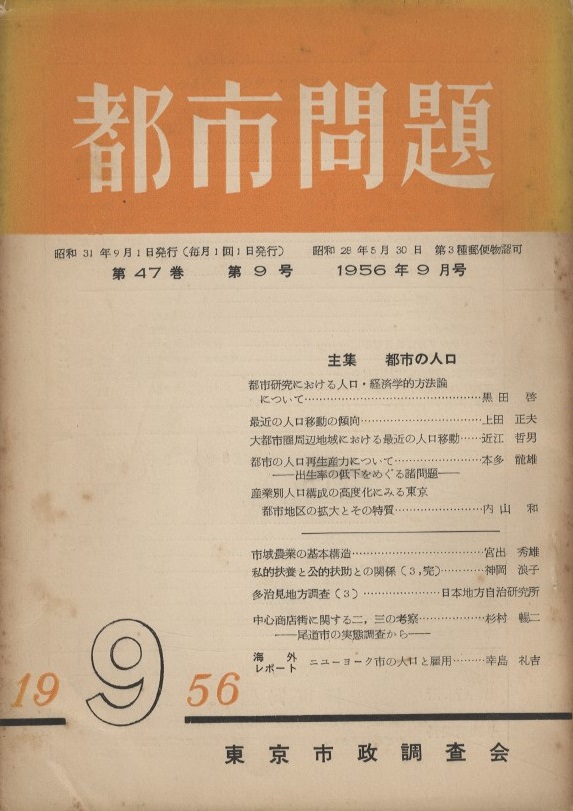 都市問題
昭和31年9月1日発行(毎月1回1日発行) 昭和28年5月30日 第3種郵便物認可
第47巻 第9号 1956年9月号
主集 都市の人口
都市研究における人口・経済学的方法論
について……黒田 啓
最近の人口移動の傾向……上田 正夫
大都市圏周辺地域における最近の人口移動……近江 哲男
都市の人口再生産力について……本多 龍雄
――出生率の低下をめぐる諸問題――
産業別人口構成の高度化にみる東京
都市地区の拡大とその特質……内山 和
市域農業の基本構造……宮出 秀雄
私的扶養と公的扶助との関係(3,完)……神岡 浪子
多治見地方調査(3)……日本地方自治研究所
中心商店街に関する二,三の考察……杉村 暢二
――尾道市の実態調査から――
海外レポート ニューヨーク市の人口と雇用……幸島 礼吉
19 9 56
東京市政調査会